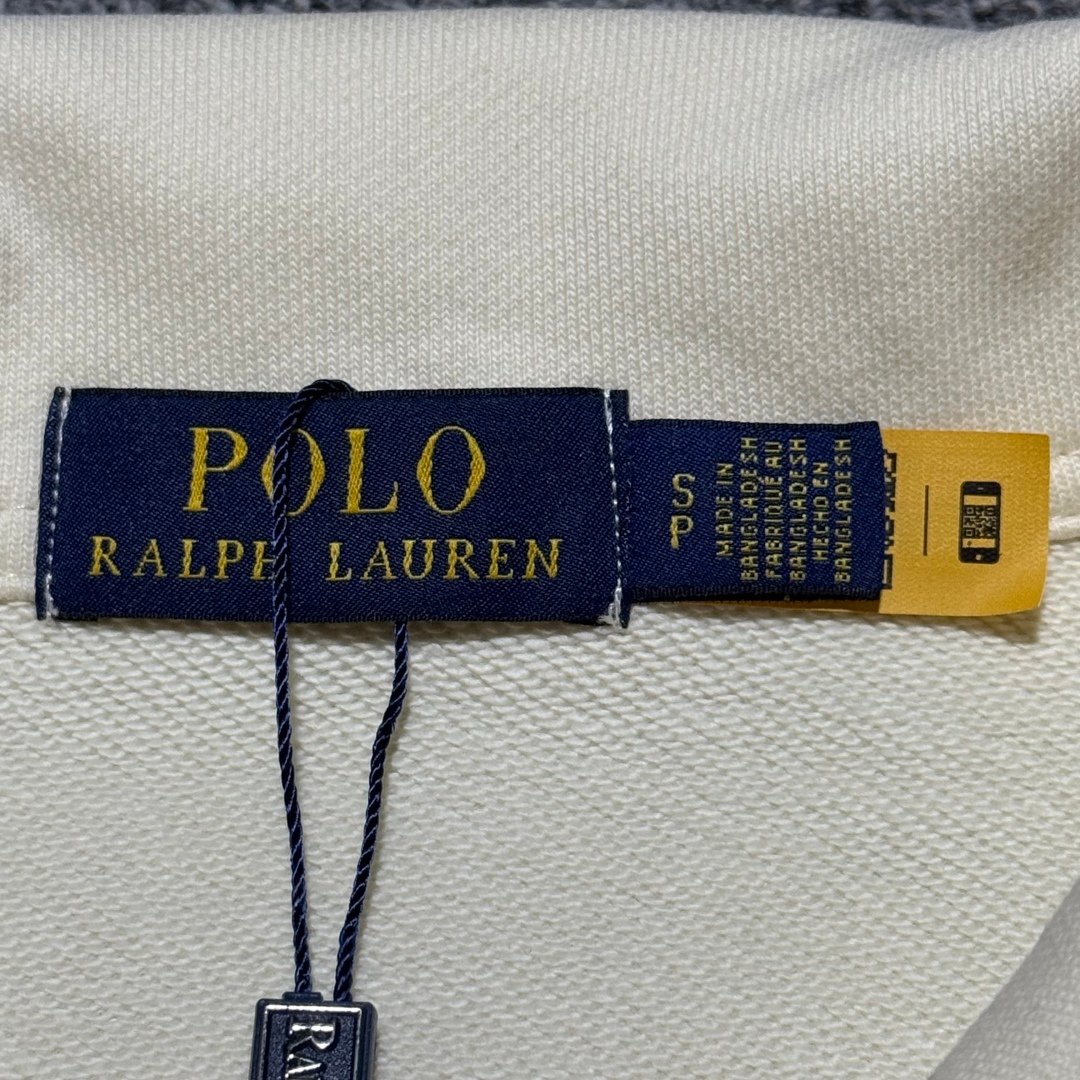 POLO
RALPH LAUREN
S
P
MADE IN
BANGLADESH
FABRIQUÉ AU
BANGLADESH
HECHO EN
BANGLADESH